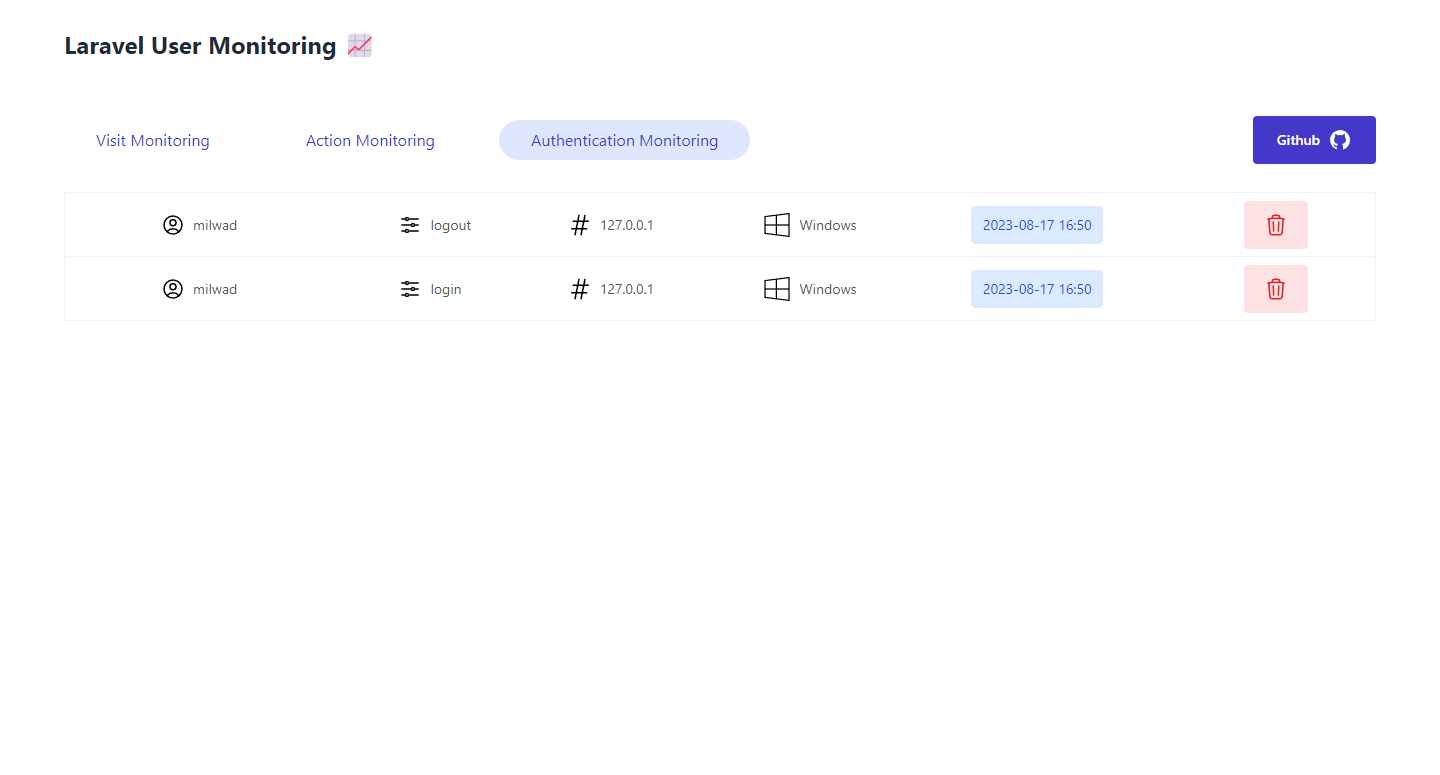 Laravel User Monitoring
Visit Monitoring Action Monitoring Authentication Monitoring Github
milwad logout 127.0.0.1 Windows 2023-08-17 16:50
milwad login 127.0.0.1 Windows 2023-08-17 16:50